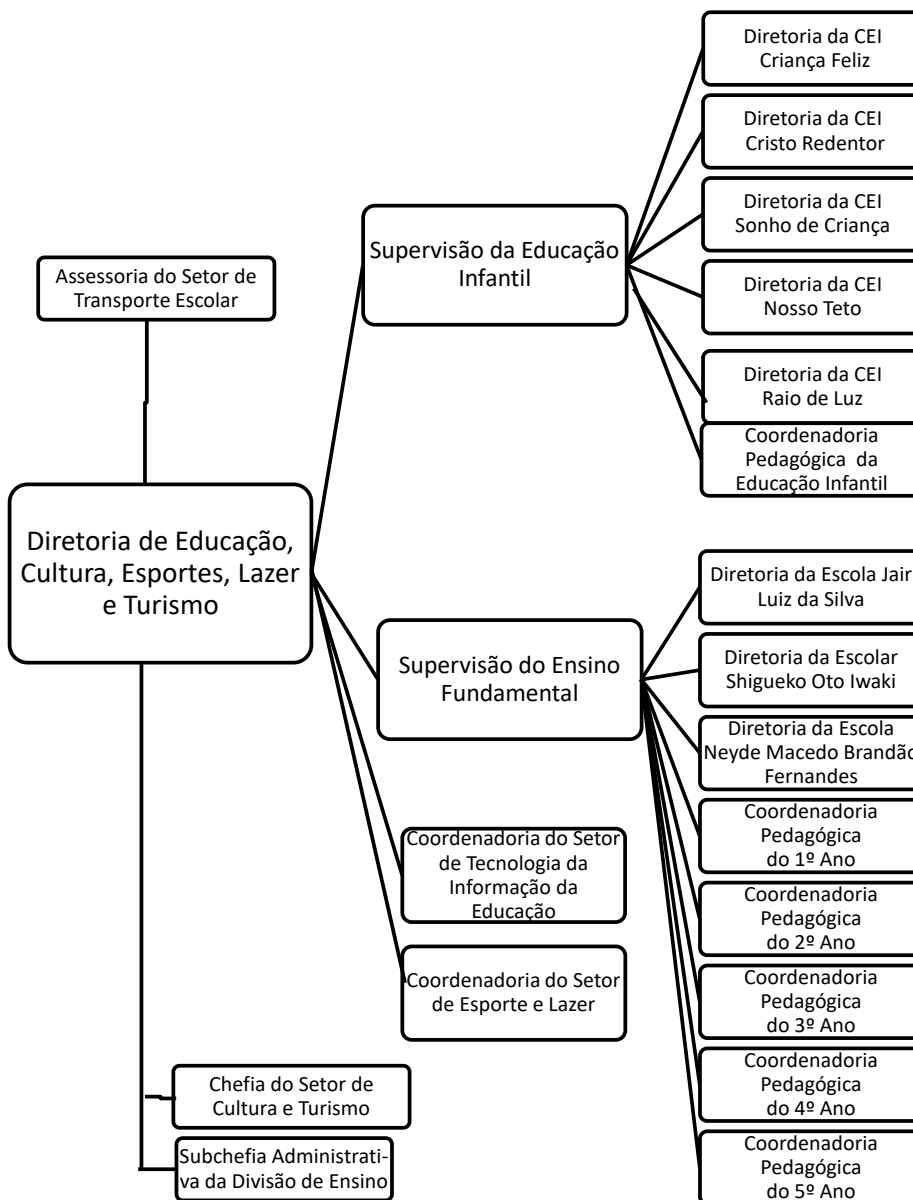 Assessoria do Setor de
Transporte Escolar
Diretoria de Educação,
Cultura, Esportes, Lazer
e Turismo
Supervisão da Educação
Infantil
Diretoria da CEI
Criança Feliz
Diretoria da CEI
Cristo Redentor
Diretoria da CEI
Sonho de Criança
Diretoria da CEI
Nosso Teto
Diretoria da CEI
Raio de Luz
Coordenadoria
Pedagógica da
Educação Infantil
Supervisão do Ensino
Fundamental
Diretoria da Escola Jair
Luiz da Silva
Diretoria da Escolar
Shigueko Oto Iwaki
Diretoria da Escola
Neyde Macedo Brandão
Fernandes
Coordenadoria
Pedagógica
do 1º Ano
Coordenadoria
Pedagógica
do 2º Ano
Coordenadoria
Pedagógica
do 3º Ano
Coordenadoria
Pedagógica
do 4º Ano
Coordenadoria
Pedagógica
do 5º Ano
Coordenadoria do Setor
de Tecnologia da
Informação da
Educação
Coordenadoria do Setor
de Esporte e Lazer
Chefia do Setor de
Cultura e Turismo
Subchefia Administrati-
va da Divisão de Ensino